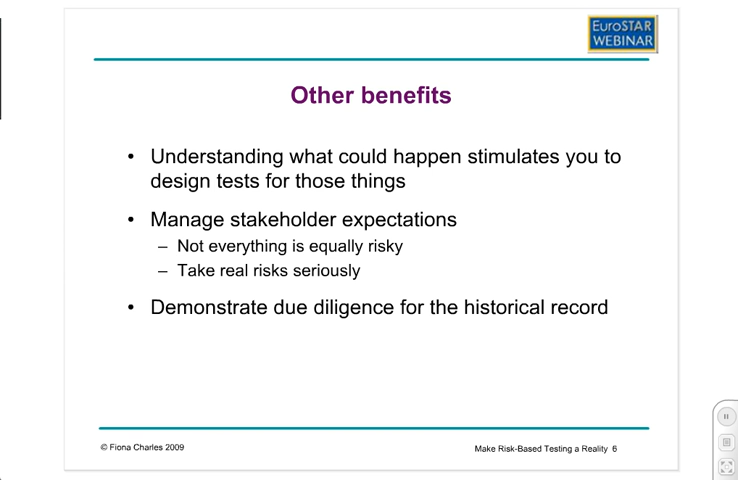 EuroSTAR
WEBINAR
Other benefits
• Understanding what could happen stimulates you to
design tests for those things
• Manage stakeholder expectations
– Not everything is equally risky
– Take real risks seriously
• Demonstrate due diligence for the historical record
© Fiona Charles 2009
Make Risk-Based Testing a Reality 6